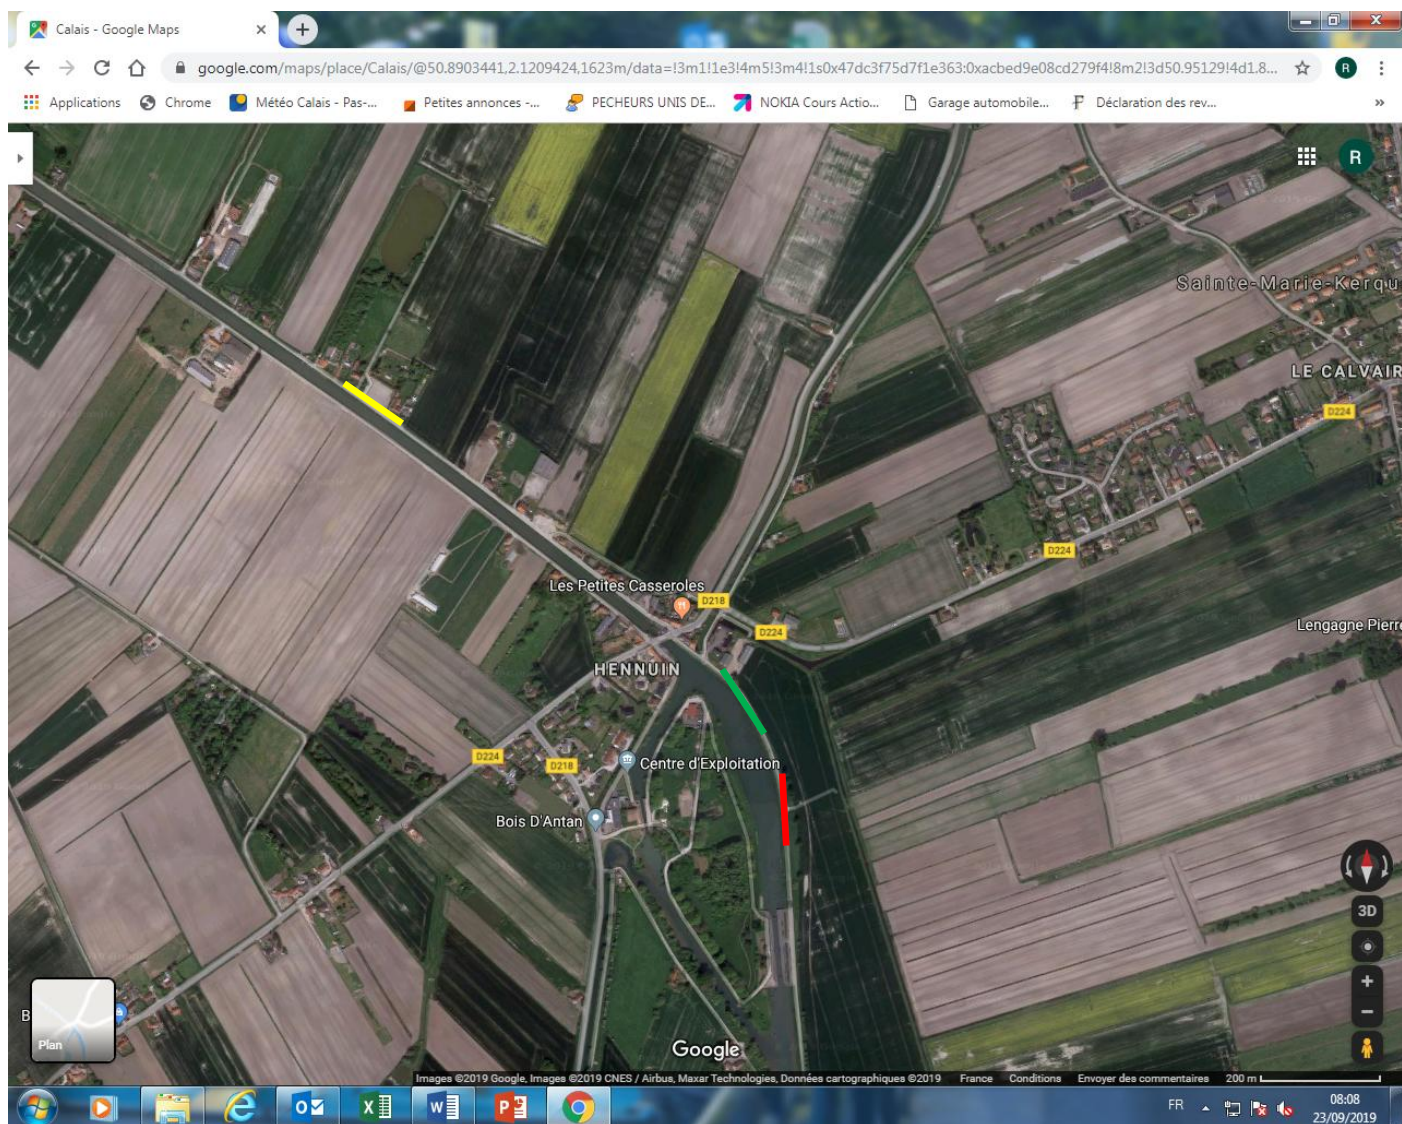 Calais - Google Maps
google.com/maps/place/Calais/@50.8903441,2.1209424,1623m/data=!3m1!1e3!4m5!3m4!1s0x47dc3f75d7f1e363:0xacbed9e08cd279f4!8m2!3d50.95129!4d1.8...
R
Applications Chrome Météo Calais - Pas-... Petites annonces -... PECHEURS UNIS DE... NOKIA Cours Actio... Garage automobile... Déclaration des rev... »
R
Sainte-Marie-Kerqu
LE CALVAIR
D224
D224
Les Petites Casseroles
D218
D224
Lengagne Pierre
HENNUIN
D224
D218
Centre d'Exploitation
Bois D'Antan
3D
B
Plan
Google
Images ©2019 Google, Images ©2019 CNES / Airbus, Maxar Technologies, Données cartographiques ©2019 France Conditions Envoyer des commentaires 200 m
FR
08:08
23/09/2019